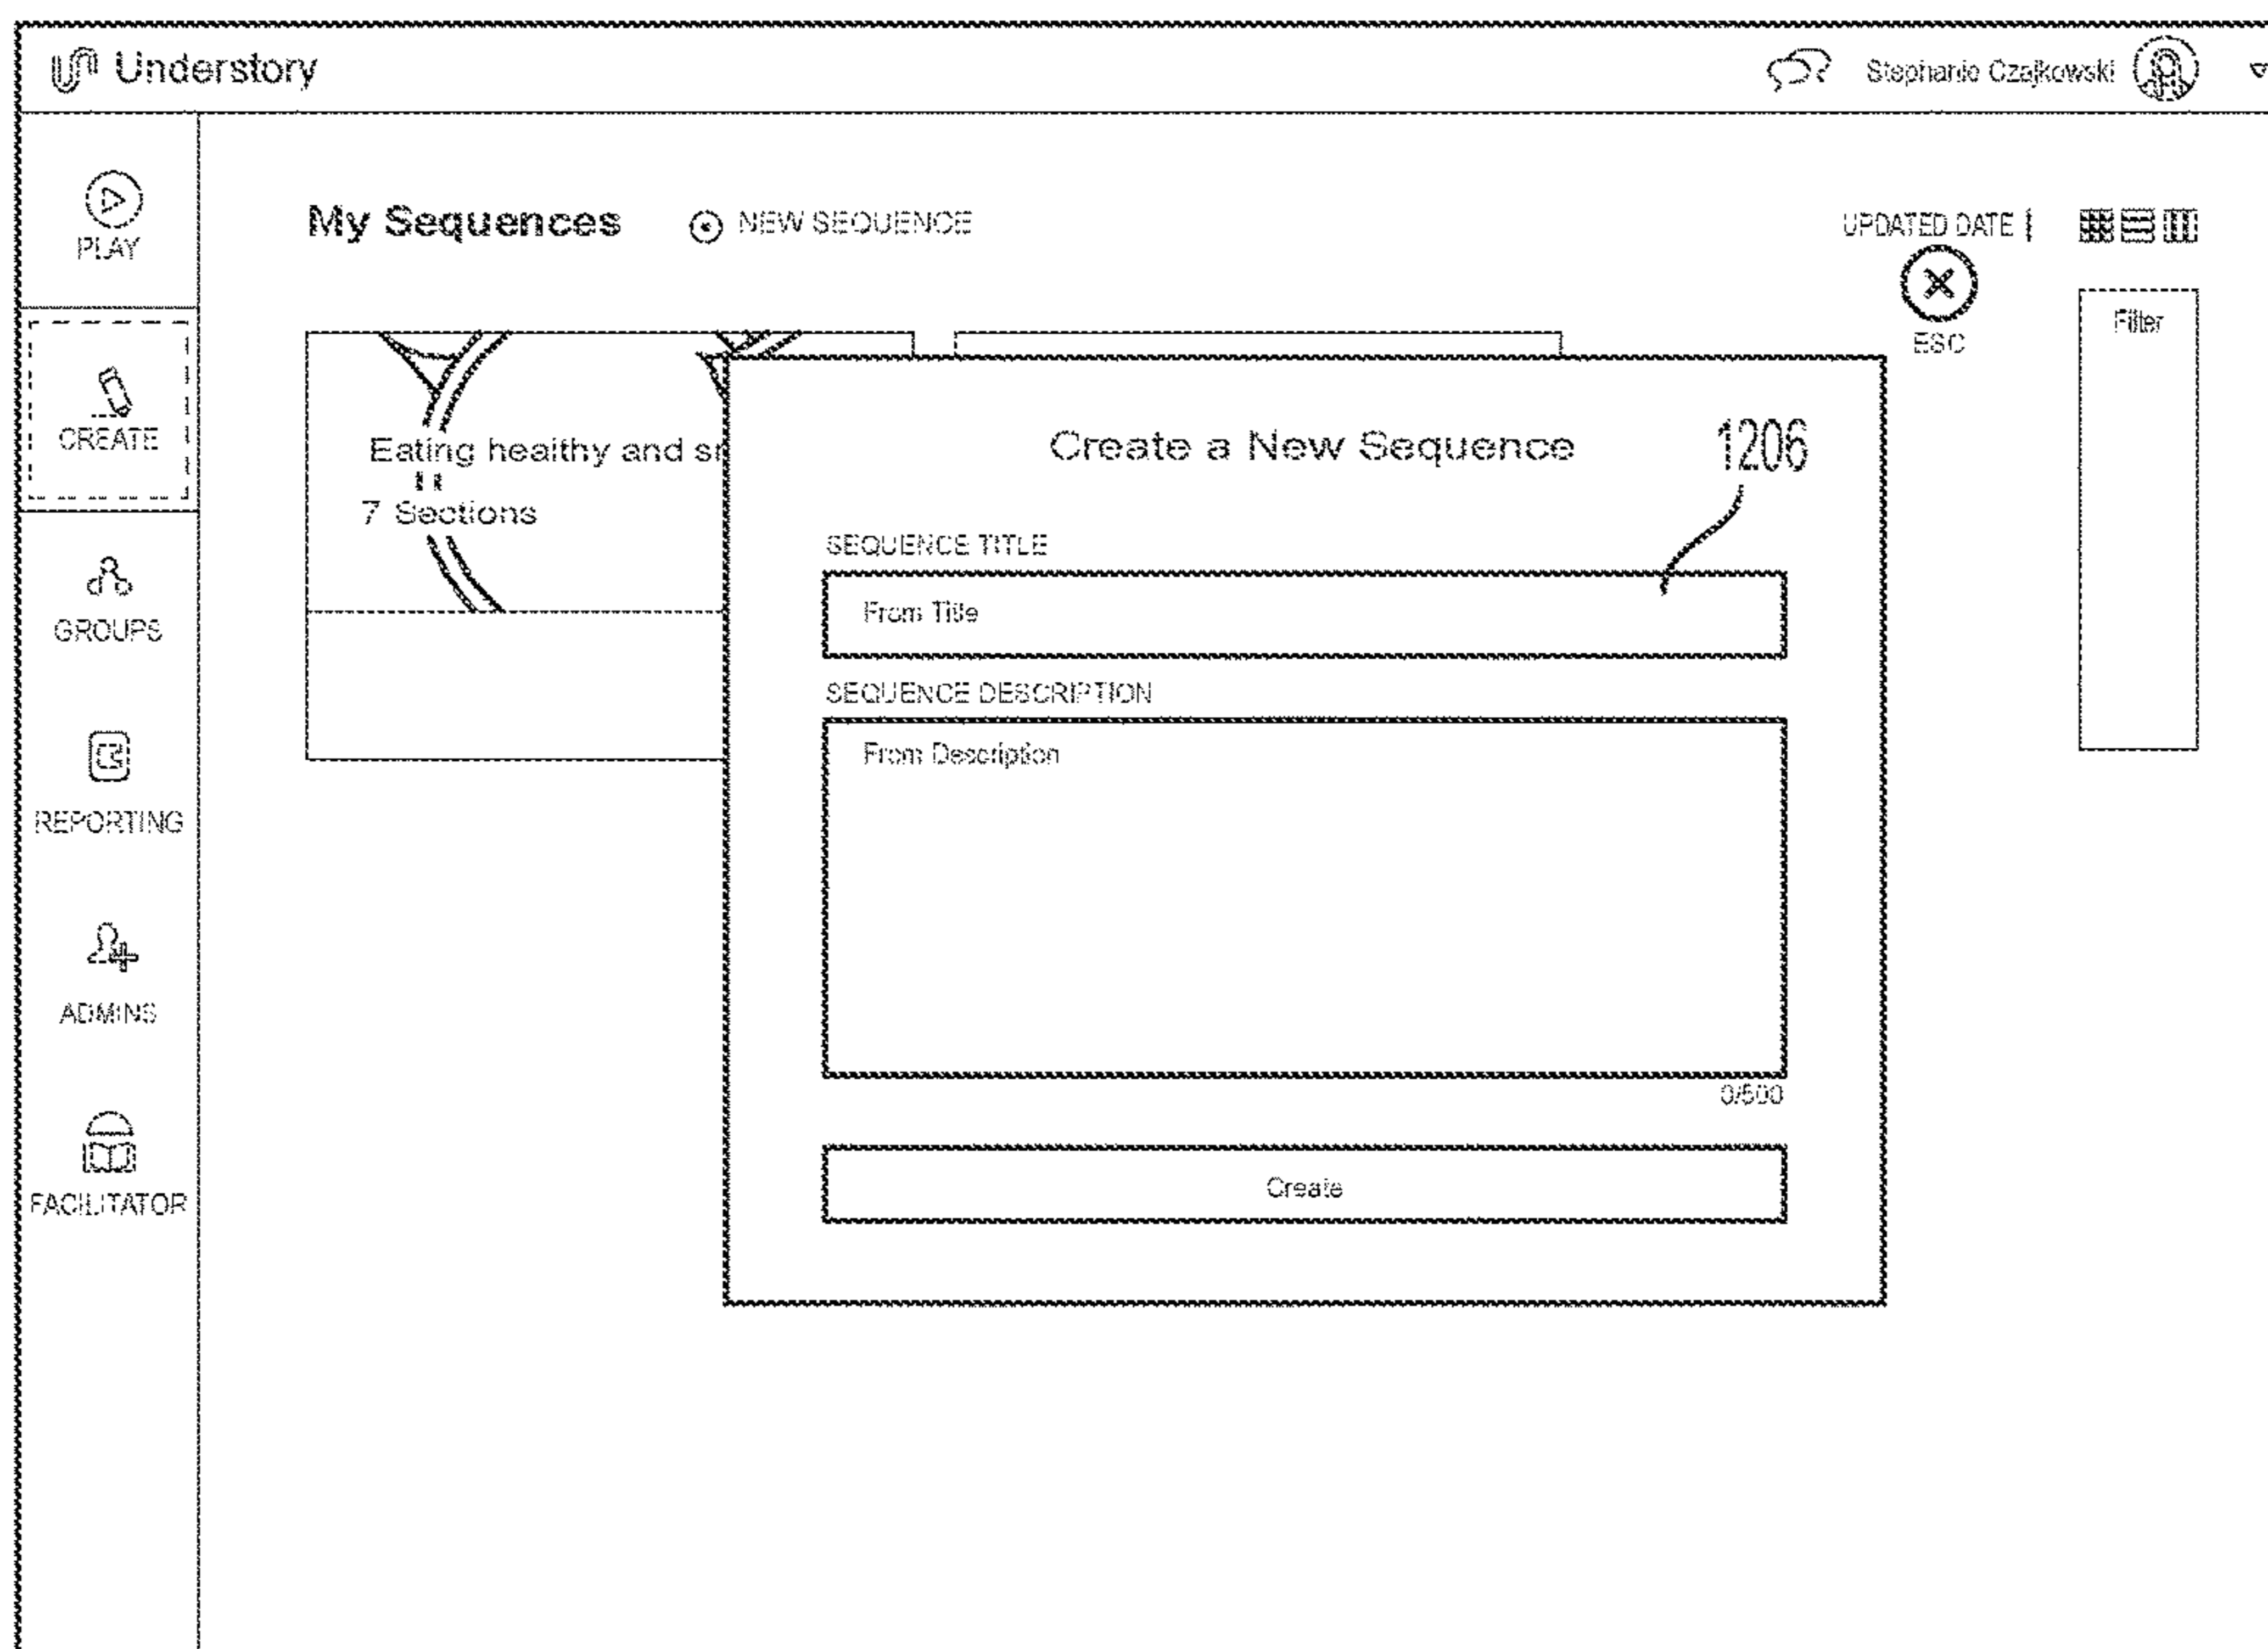 Understory
Stephanie Czajkowski
PLAY
My Sequences
NEW SEQUENCE
UPDATED DATE
ESC
Filter
CREATE
Eating healthy and
7 Sections
Create a New Sequence
1206
SEQUENCE TITLE
From Title
SEQUENCE DESCRIPTION
From Description
0/500
Create
GROUPS
REPORTING
ADMINS
FACILITATOR